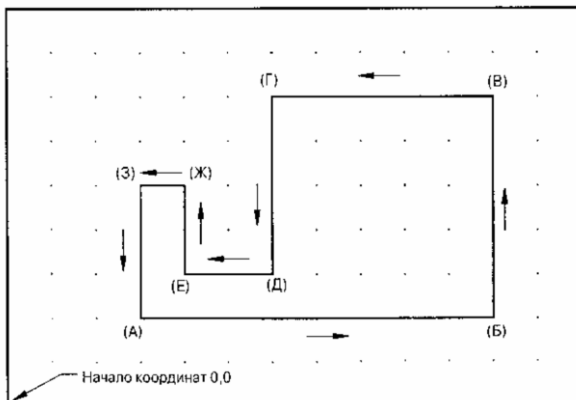 (Г) (В)
(З) (Ж)
(Е) (Д)
(А) (Б)
Начало координат 0,0